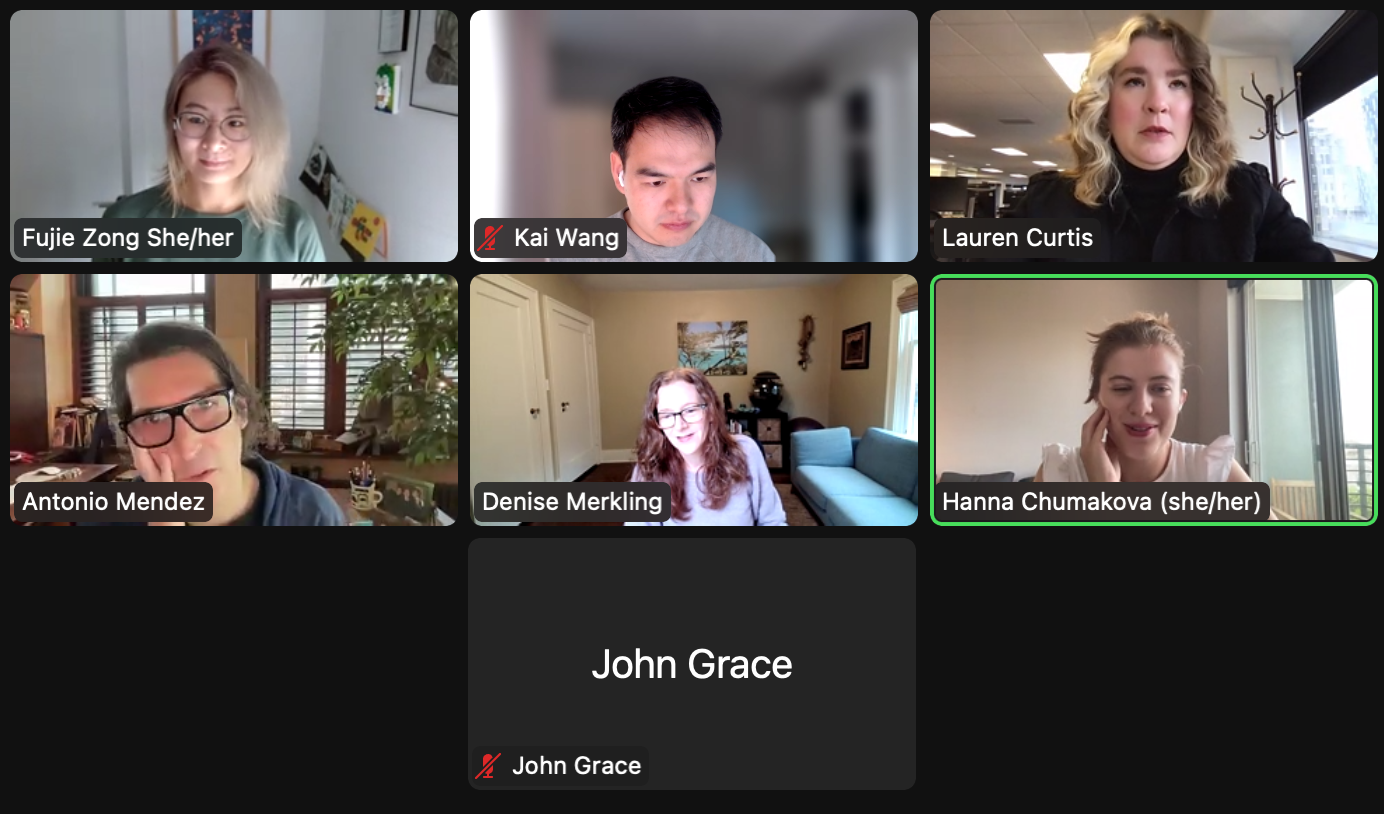 Fujie Zong She/her
Kai Wang
Lauren Curtis
Antonio Mendez
Denise Merkling
Hanna Chumakova (she/her)
John Grace
John Grace